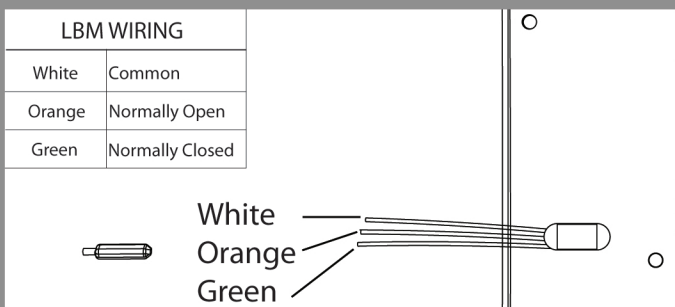 LBM WIRING
White Common
Orange Normally Open
Green Normally Closed
White
Orange
Green